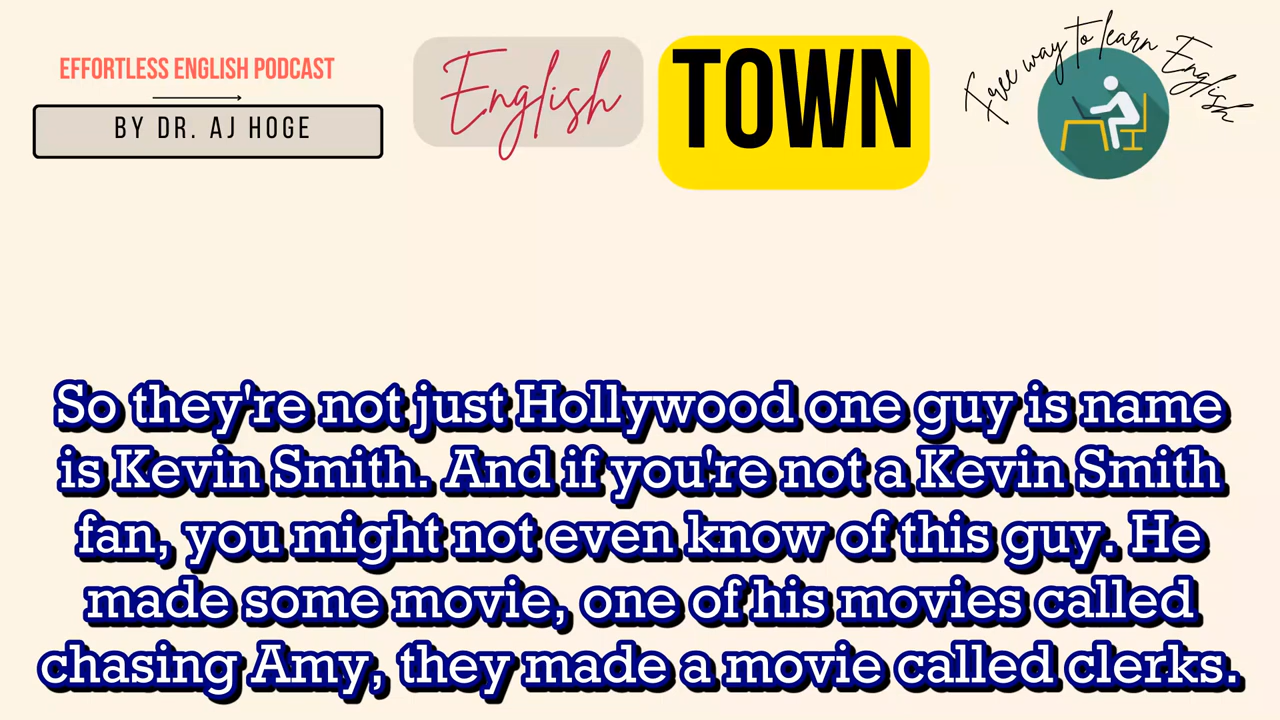 EFFORTLESS ENGLISH PODCAST
BY DR. AJ HOGE
English
TOWN
Free way to learn English
So they're not just Hollywood one guy is name
is Kevin Smith. And if you're not a Kevin Smith
fan, you might not even know of this guy. He
made some movie, one of his movies called
chasing Amy, they made a movie called clerks.